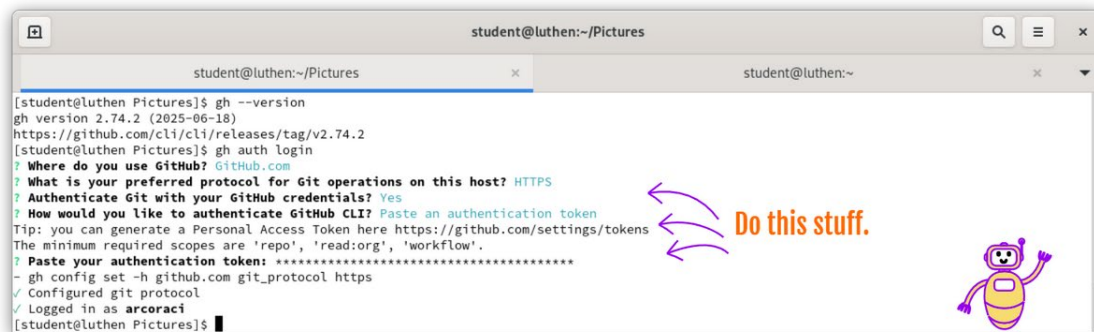 student@luthen:~/Pictures
student@luthen:~/Pictures
student@luthen:~
[student@luthen Pictures]$ gh --version
gh version 2.74.2 (2025-06-18)
https://github.com/cli/cli/releases/tag/v2.74.2
[student@luthen Pictures]$ gh auth login
? Where do you use GitHub? GitHub.com
? What is your preferred protocol for Git operations on this host? HTTPS
? Authenticate Git with your GitHub credentials? Yes
? How would you like to authenticate GitHub CLI? Paste an authentication token
Tip: you can generate a Personal Access Token here https://github.com/settings/tokens
The minimum required scopes are 'repo', 'read:org', 'workflow'.
? Paste your authentication token: ****************************************
- gh config set -h github.com git_protocol https
✓ Configured git protocol
✓ Logged in as arcoraci
[student@luthen Pictures]$
Do this stuff.